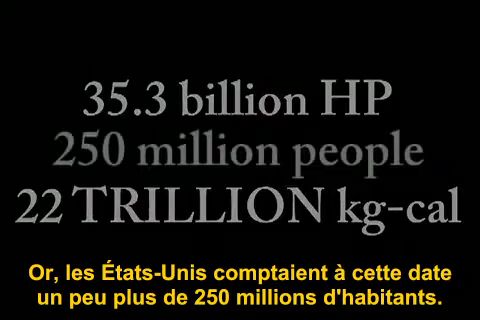 35.3 billion HP
250 million people
22 TRILLION kg-cal
Or, les États-Unis comptaient à cette date
un peu plus de 250 millions d'habitants.